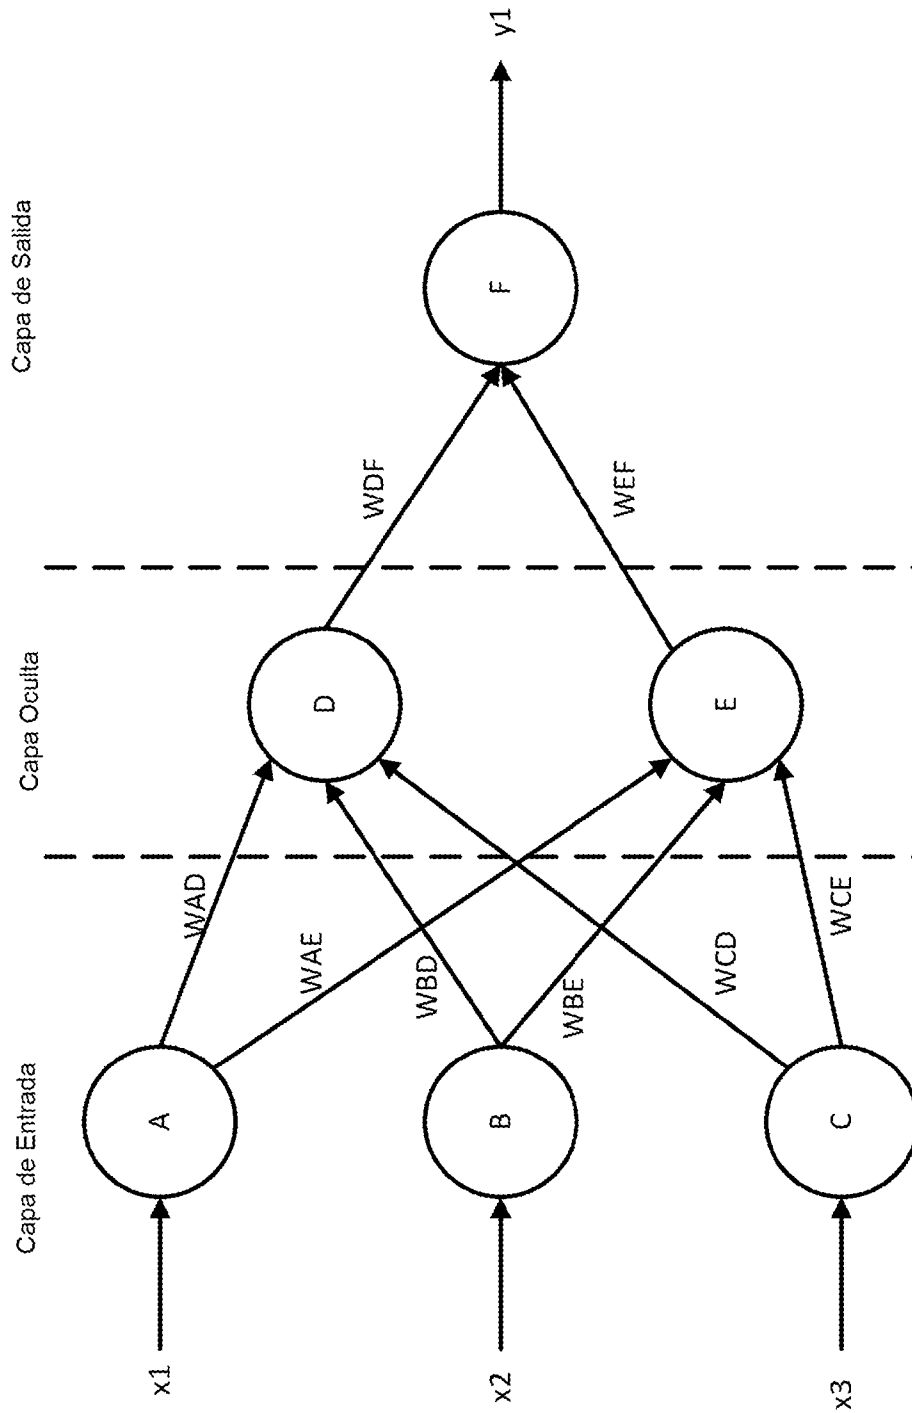 Capa de Entrada
Capa Oculta
Capa de Salida
x1
A
WAD
WAE
D
WDF
x2
B
WBD
WBE
F
y1
WEF
x3
C
WCD
WCE
E